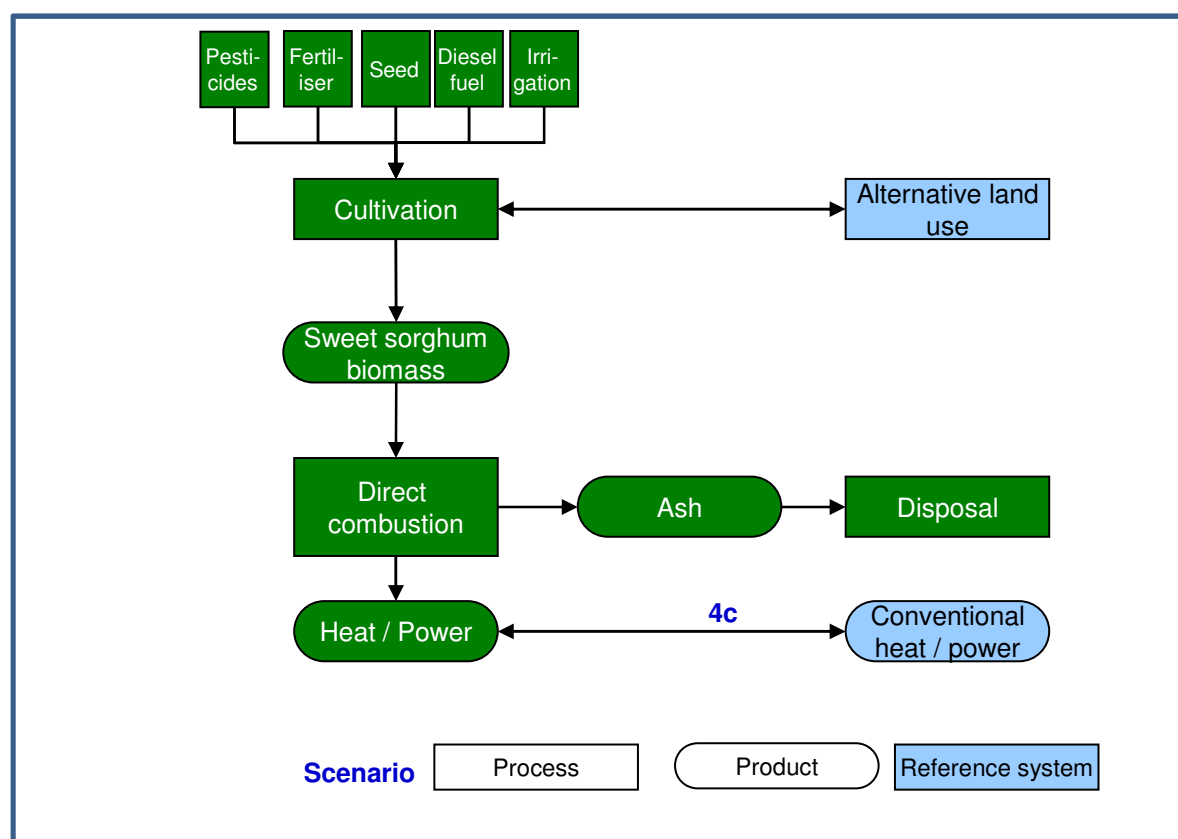 Pesti-
cides
Fertil-
iser
Seed
Diesel
fuel
Irri-
gation
Cultivation
Alternative land
use
Sweet sorghum
biomass
Direct
combustion
Ash
Disposal
Heat / Power
4c
Conventional
heat / power
Scenario
Process
Product
Reference system